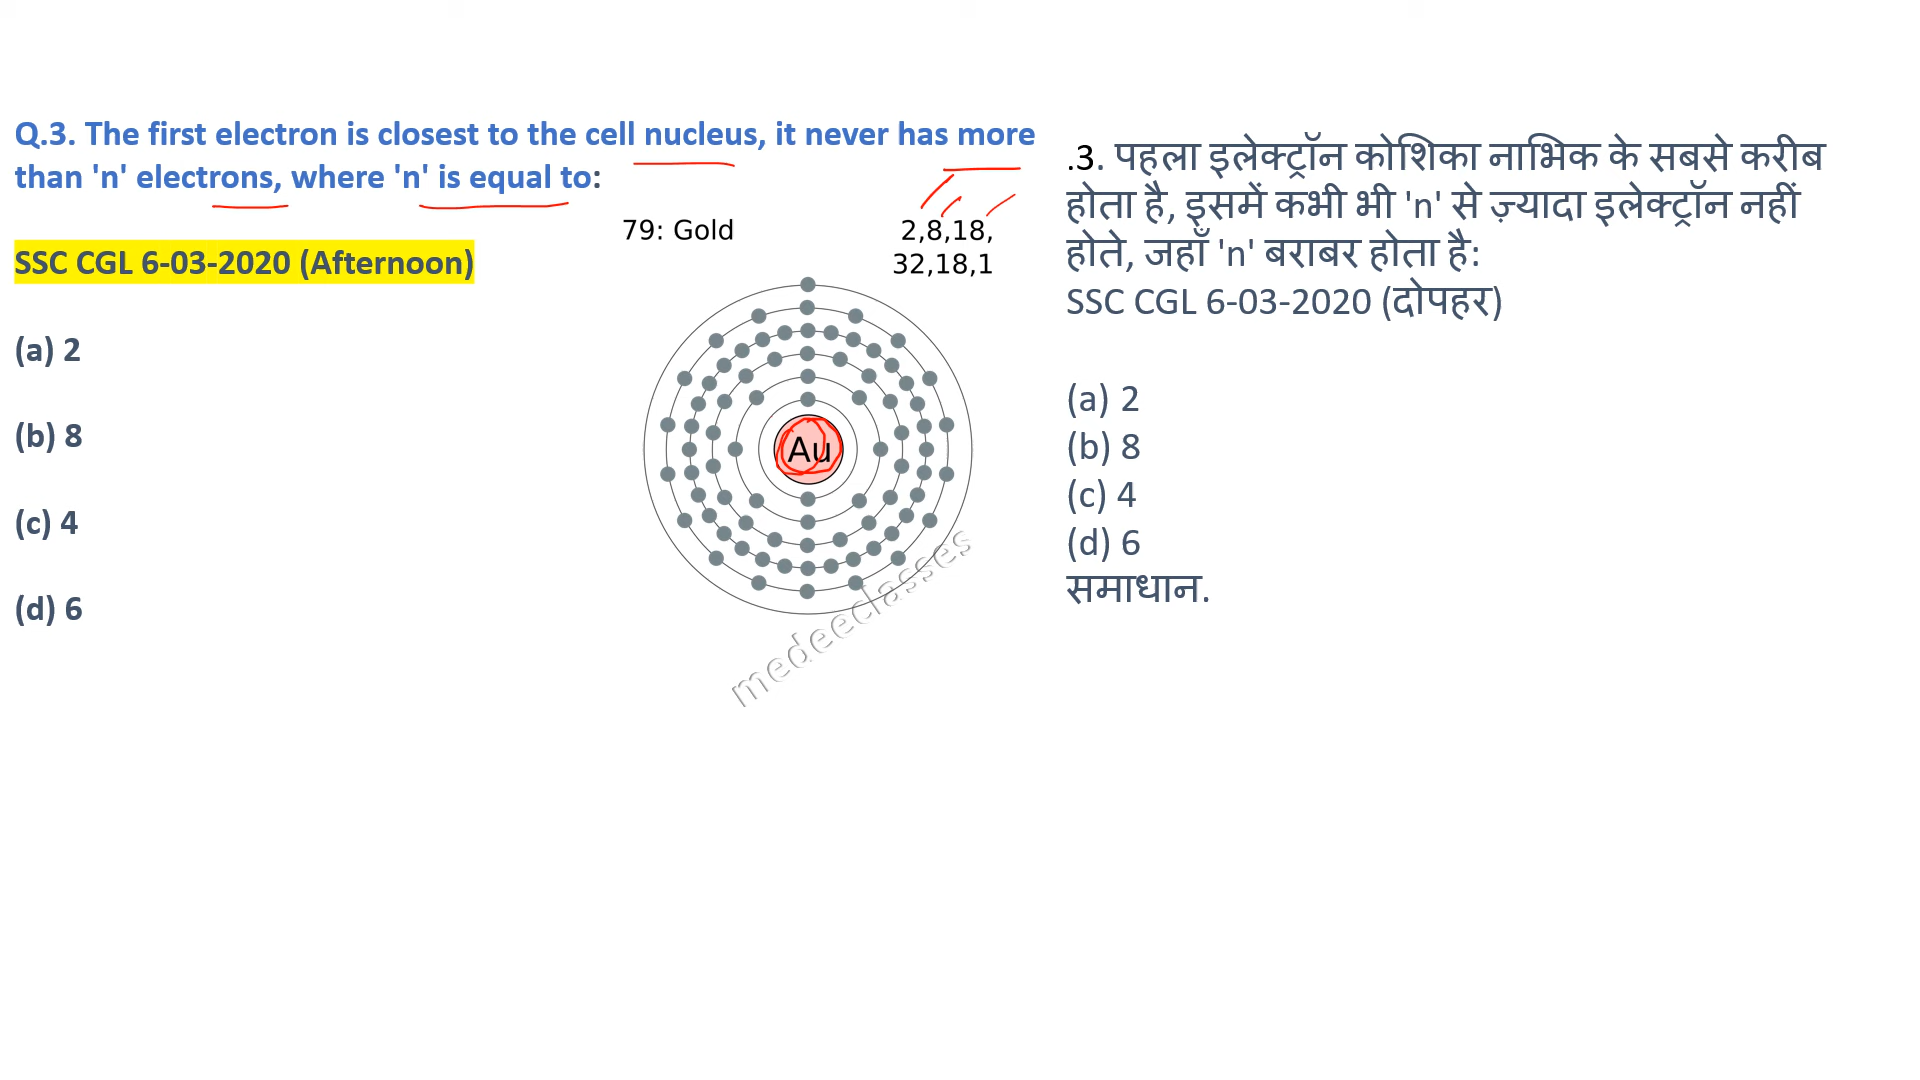 Q.3. The first electron is closest to the cell nucleus, it never has more
than 'n' electrons, where 'n' is equal to:
SSC CGL 6-03-2020 (Afternoon)
(a) 2
(b) 8
(c) 4
(d) 6
79: Gold
2,8,18,
32,18,1
Au
medeeclasses
.3. पहला इलेक्ट्रॉन कोशिका नाभिक के सबसे करीब
होता है, इसमें कभी भी 'n' से ज़्यादा इलेक्ट्रॉन नहीं
होते, जहाँ 'n' बराबर होता है:
SSC CGL 6-03-2020 (दोपहर)
(a) 2
(b) 8
(c) 4
(d) 6
समाधान.